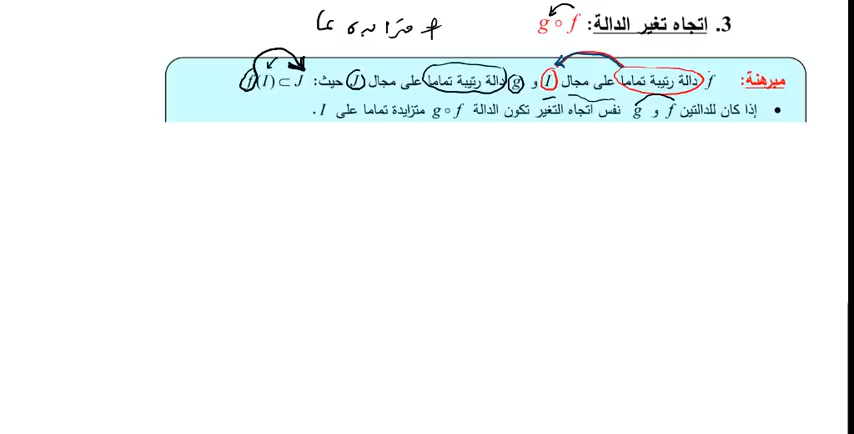 3. اتجاه تغير الدالة: g ∘ f
f متزايدة
مبرهنة: f دالة رتيبة تماما على مجال I و g دالة رتيبة تماما على مجال J حيث: f(I) ⊂ J
• إذا كان للدالتين f و g نفس اتجاه التغير تكون الدالة g ∘ f متزايدة تماما على I .